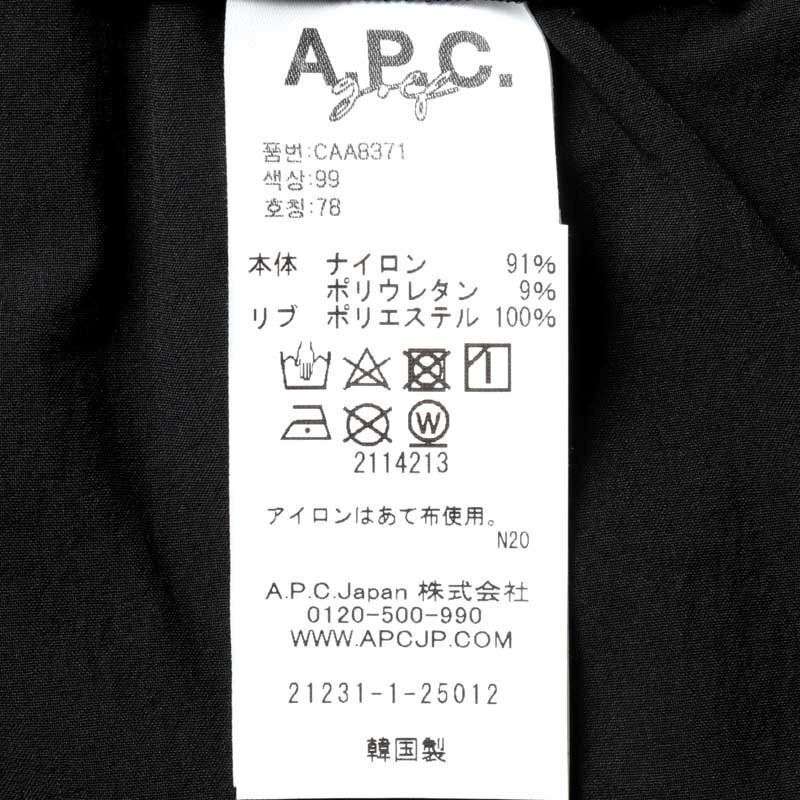 A.P.C.
golf
품번:CAA8371
색상:99
호칭:78
本体 ナイロン 91%
ポリウレタン 9%
リブ ポリエステル 100%
W
2114213
アイロンはあて布使用。
N20
A.P.C.Japan 株式会社
0120-500-990
WWW.APCJP.COM
21231-1-25012
韓国製